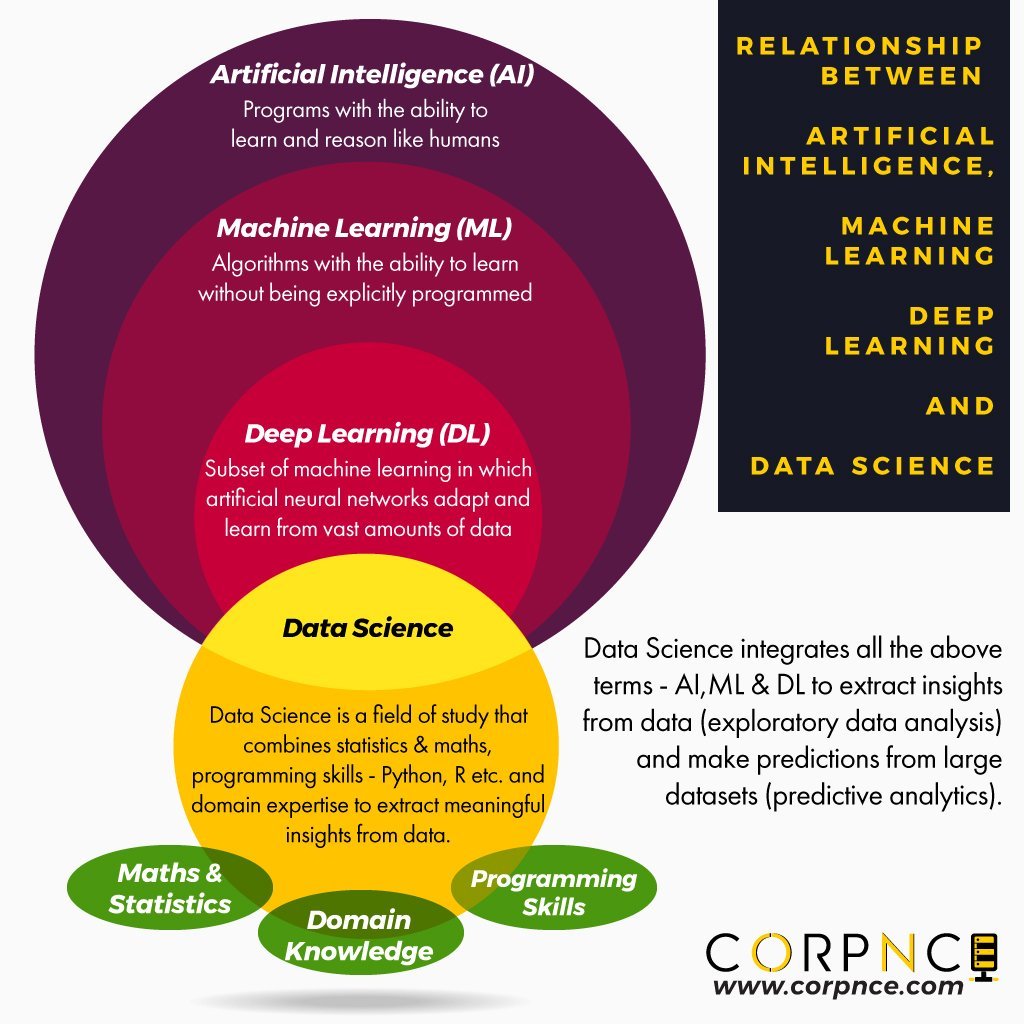 Artificial Intelligence (AI)
Programs with the ability to
learn and reason like humans
Machine Learning (ML)
Algorithms with the ability to learn
without being explicitly programmed
Deep Learning (DL)
Subset of machine learning in which
artificial neural networks adapt and
learn from vast amounts of data
Data Science
Data Science is a field of study that
combines statistics & maths,
programming skills - Python, R etc. and
domain expertise to extract meaningful
insights from data.
Maths &
Statistics
Domain
Knowledge
Programming
Skills
RELATIONSHIP
BETWEEN
ARTIFICIAL
INTELLIGENCE,
MACHINE
LEARNING
DEEP
LEARNING
AND
DATA SCIENCE
Data Science integrates all the above
terms - AI,ML & DL to extract insights
from data (exploratory data analysis)
and make predictions from large
datasets (predictive analytics).
CORPNCE
www.corpnce.com